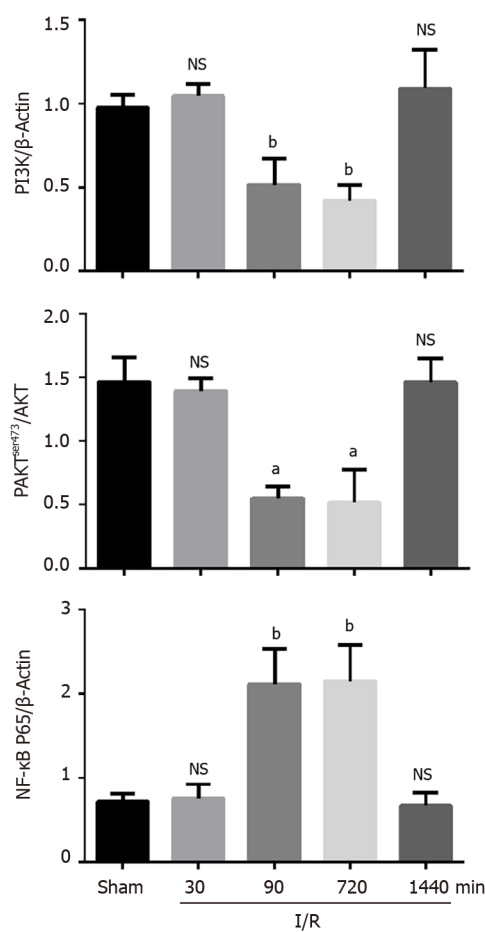 1.5
NS
NS
1.0
PI3K/β-Actin
b
b
0.5
0.0
2.0
NS
NS
1.5
PAKTser473/AKT
1.0
a
a
0.5
0.0
3
b
b
NF-κB P65/β-Actin
2
NS
NS
1
0
Sham 30 90 720 1440 min
I/R